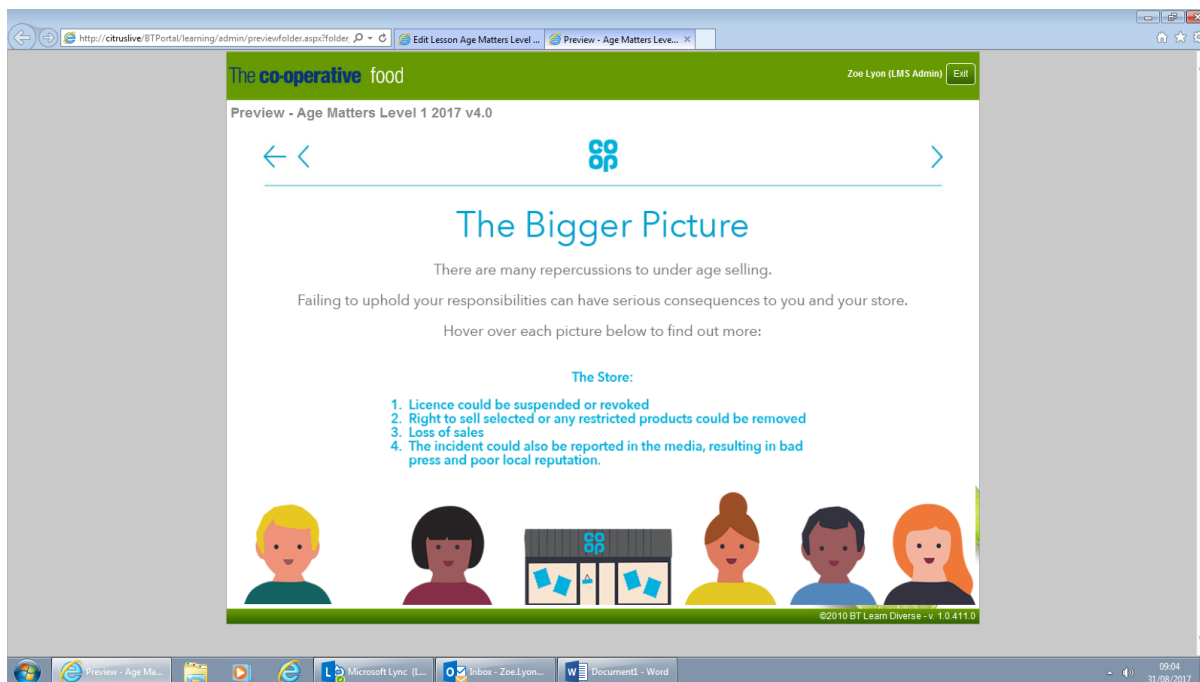 http://citruslive/BTPortal/learning/admin/previewfolder.aspx?folder
Edit Lesson Age Matters Level ...
Preview - Age Matters Leve...
The co-operative food
Zoe Lyon (LMS Admin)
Exit
Preview - Age Matters Level 1 2017 v4.0
co
op
The Bigger Picture
There are many repercussions to under age selling.
Failing to uphold your responsibilities can have serious consequences to you and your store.
Hover over each picture below to find out more:
The Store:
1. Licence could be suspended or revoked
2. Right to sell selected or any restricted products could be removed
3. Loss of sales
4. The incident could also be reported in the media, resulting in bad
press and poor local reputation.
co
op
©2010 BT Learn Diverse - v. 1.0.411.0
Preview - Age Ma...
Microsoft Lync (L...
Inbox - Zoe.Lyon...
Document1 - Word
09:04
31/08/2017